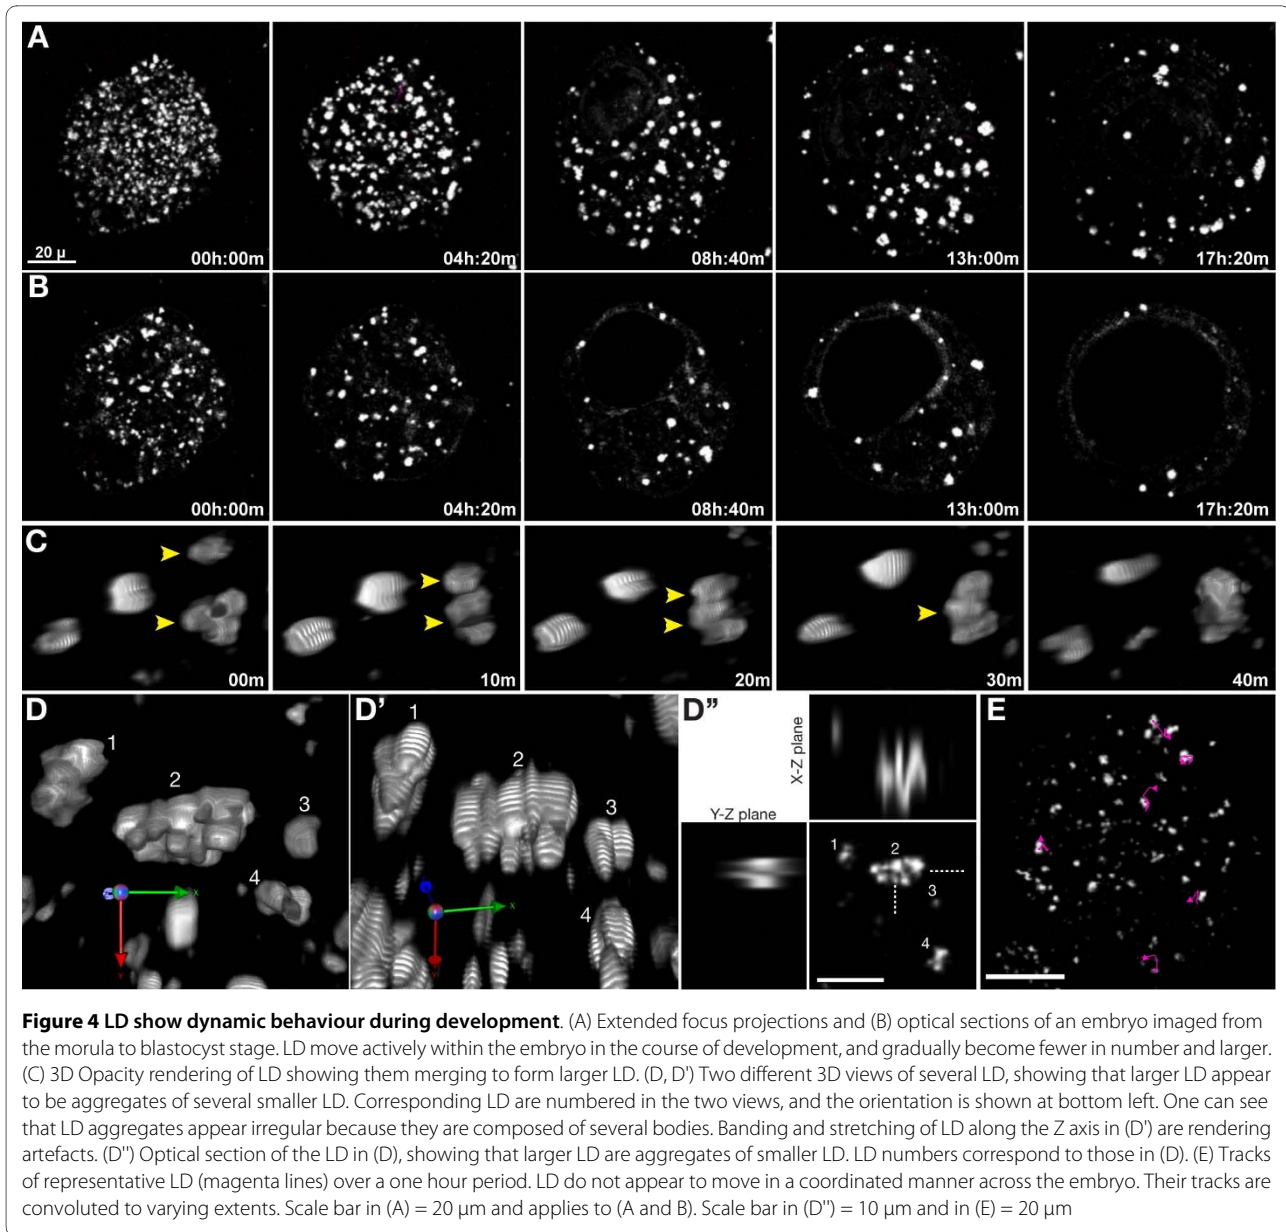 A
20 µ
00h:00m
04h:20m
08h:40m
13h:00m
17h:20m
B
00h:00m
04h:20m
08h:40m
13h:00m
17h:20m
C
00m
10m
20m
30m
40m
D
1
2
3
4
X
Y
D'
1
2
3
4
X
D”
X-Z plane
Y-Z plane
1
2
3
4
E
Figure 4 LD show dynamic behaviour during development. (A) Extended focus projections and (B) optical sections of an embryo imaged from
the morula to blastocyst stage. LD move actively within the embryo in the course of development, and gradually become fewer in number and larger.
(C) 3D Opacity rendering of LD showing them merging to form larger LD. (D, D') Two different 3D views of several LD, showing that larger LD appear
to be aggregates of several smaller LD. Corresponding LD are numbered in the two views, and the orientation is shown at bottom left. One can see
that LD aggregates appear irregular because they are composed of several bodies. Banding and stretching of LD along the Z axis in (D') are rendering
artefacts. (D'') Optical section of the LD in (D), showing that larger LD are aggregates of smaller LD. LD numbers correspond to those in (D). (E) Tracks
of representative LD (magenta lines) over a one hour period. LD do not appear to move in a coordinated manner across the embryo. Their tracks are
convoluted to varying extents. Scale bar in (A) = 20 μm and applies to (A and B). Scale bar in (D'') = 10 μm and in (E) = 20 μm